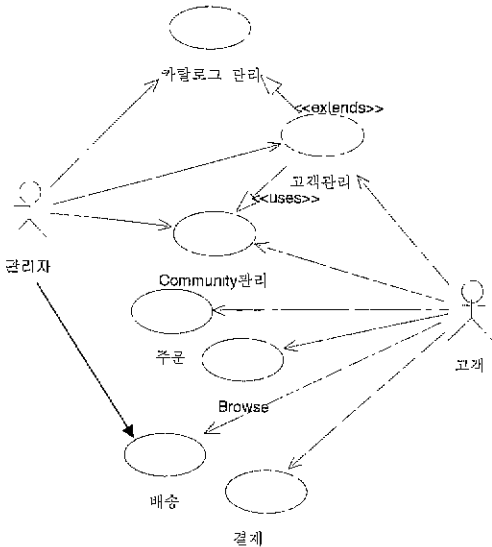 카탈로그 관리
<<extends>>
고객관리
<<uses>>
관리자
Community관리
주문
고객
Browse
배송
결제